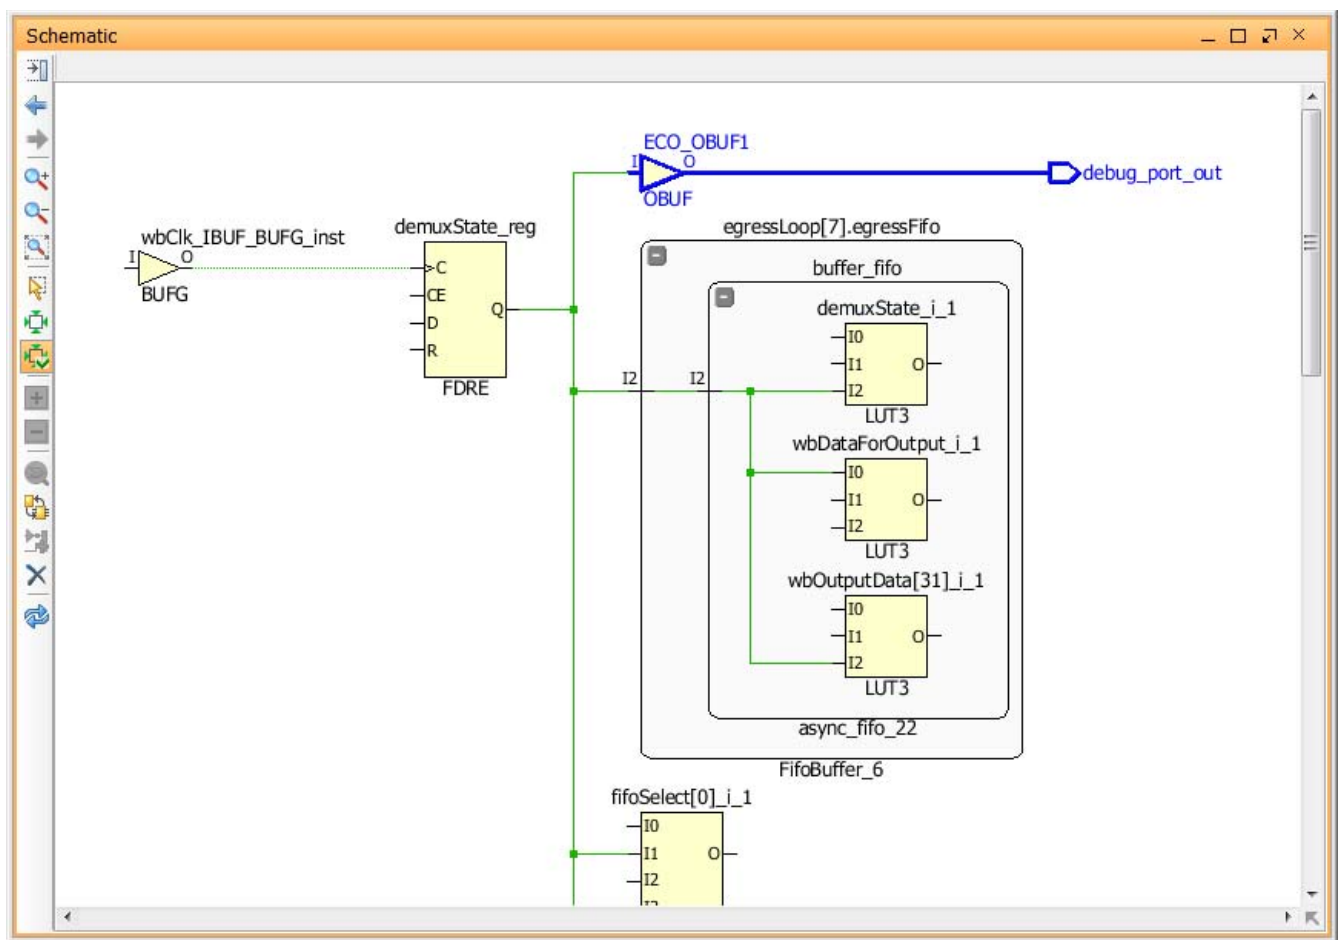 Schematic
ECO_OBUF1
I
O
OBUF
debug_port_out
wbClk_IBUF_BUFG_inst
I
O
BUFG
demuxState_reg
C
CE
D
R
Q
FDRE
egressLoop[7].egressFifo
buffer_fifo
I2
I2
demuxState_i_1
I0
I1
O
I2
LUT3
wbDataForOutput_i_1
I0
I1
O
I2
LUT3
wbOutputData[31]_i_1
I0
I1
O
I2
LUT3
async_fifo_22
FifoBuffer_6
fifoSelect[0]_i_1
I0
I1
O
I2